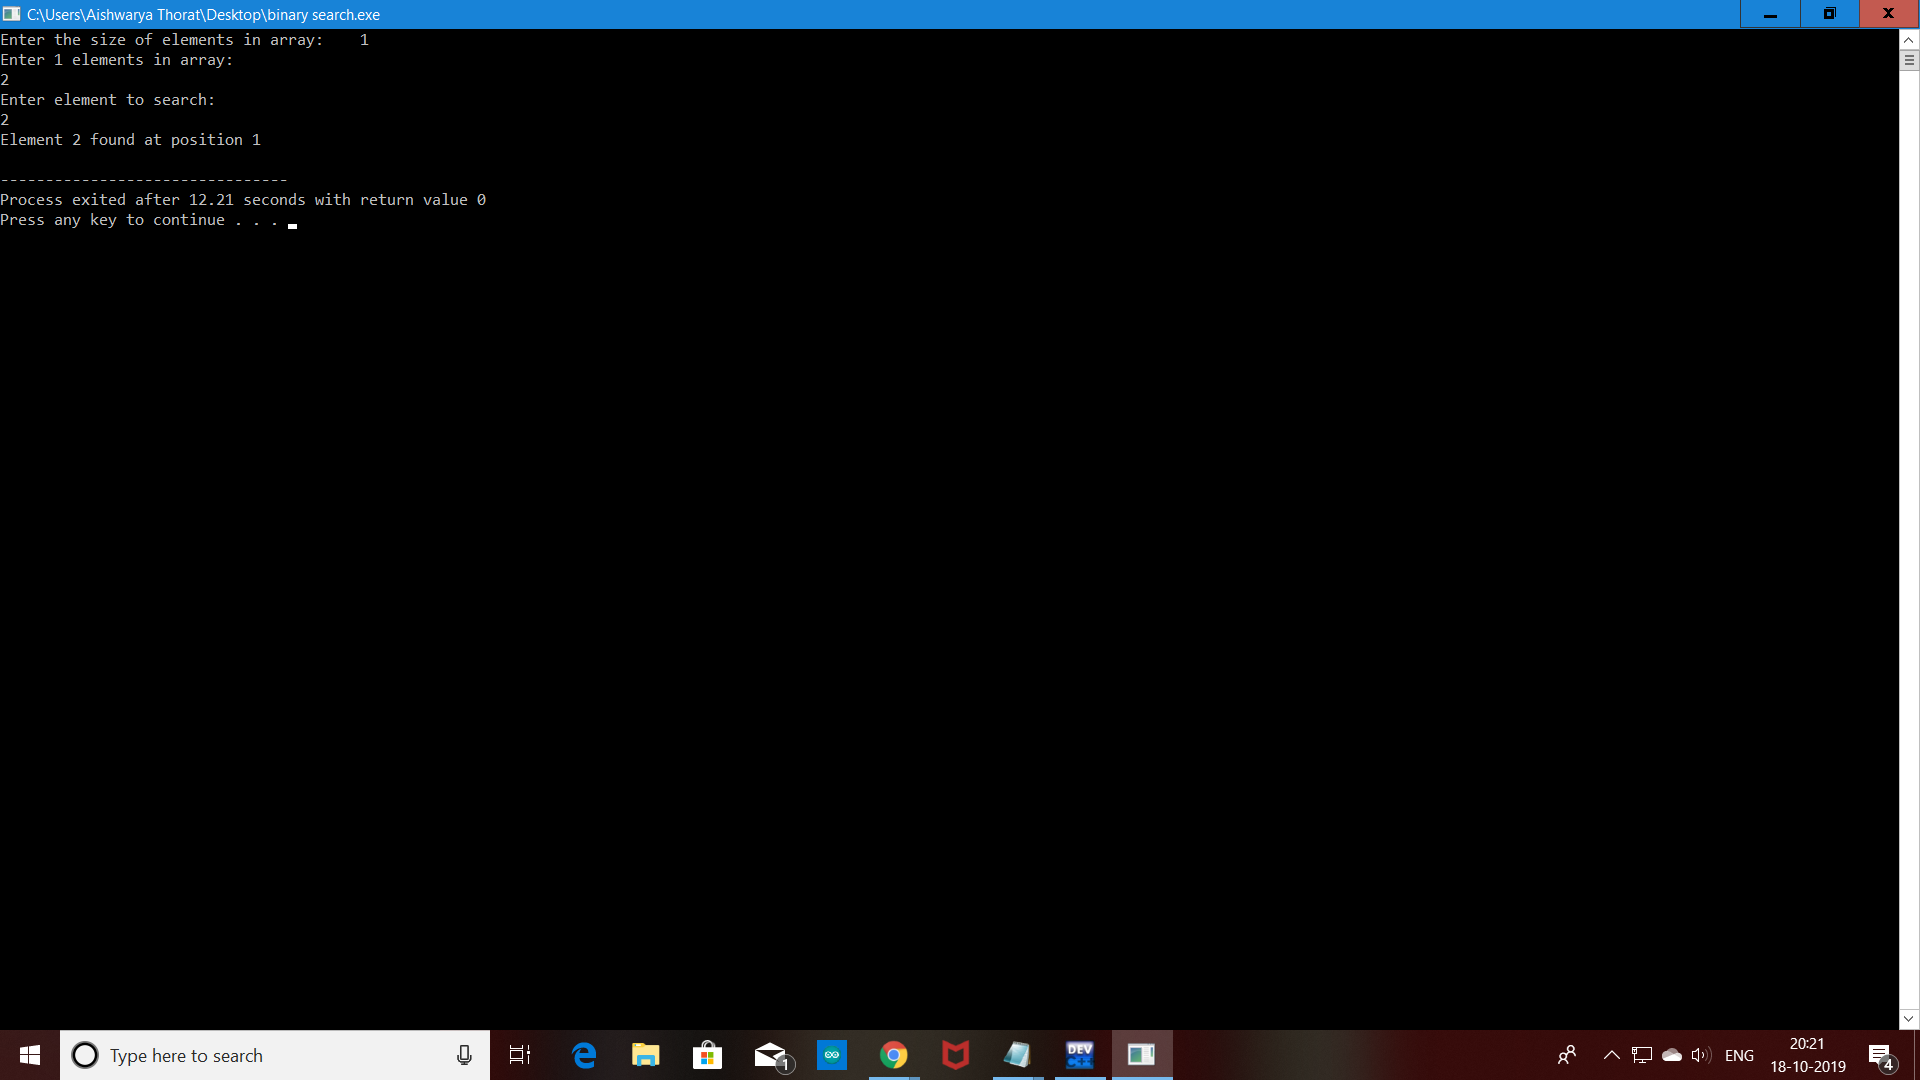 C:\Users\Aishwarya Thorat\Desktop\binary search.exe
Enter the size of elements in array:    1
Enter 1 elements in array:
2
Enter element to search:
2
Element 2 found at position 1
--------------------------------
Process exited after 12.21 seconds with return value 0
Press any key to continue . . .
Type here to search
1
DEV
C++
ENG
20:21
18-10-2019
4